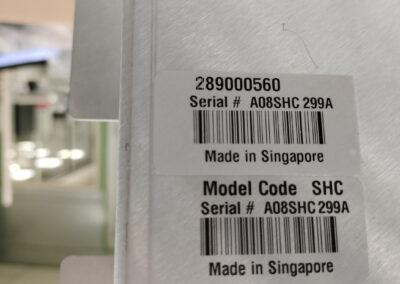 289000560
Serial # A08SHC 299A
Made in Singapore
Model Code SHC
Serial # A08SHC 299A
Made in Singapore